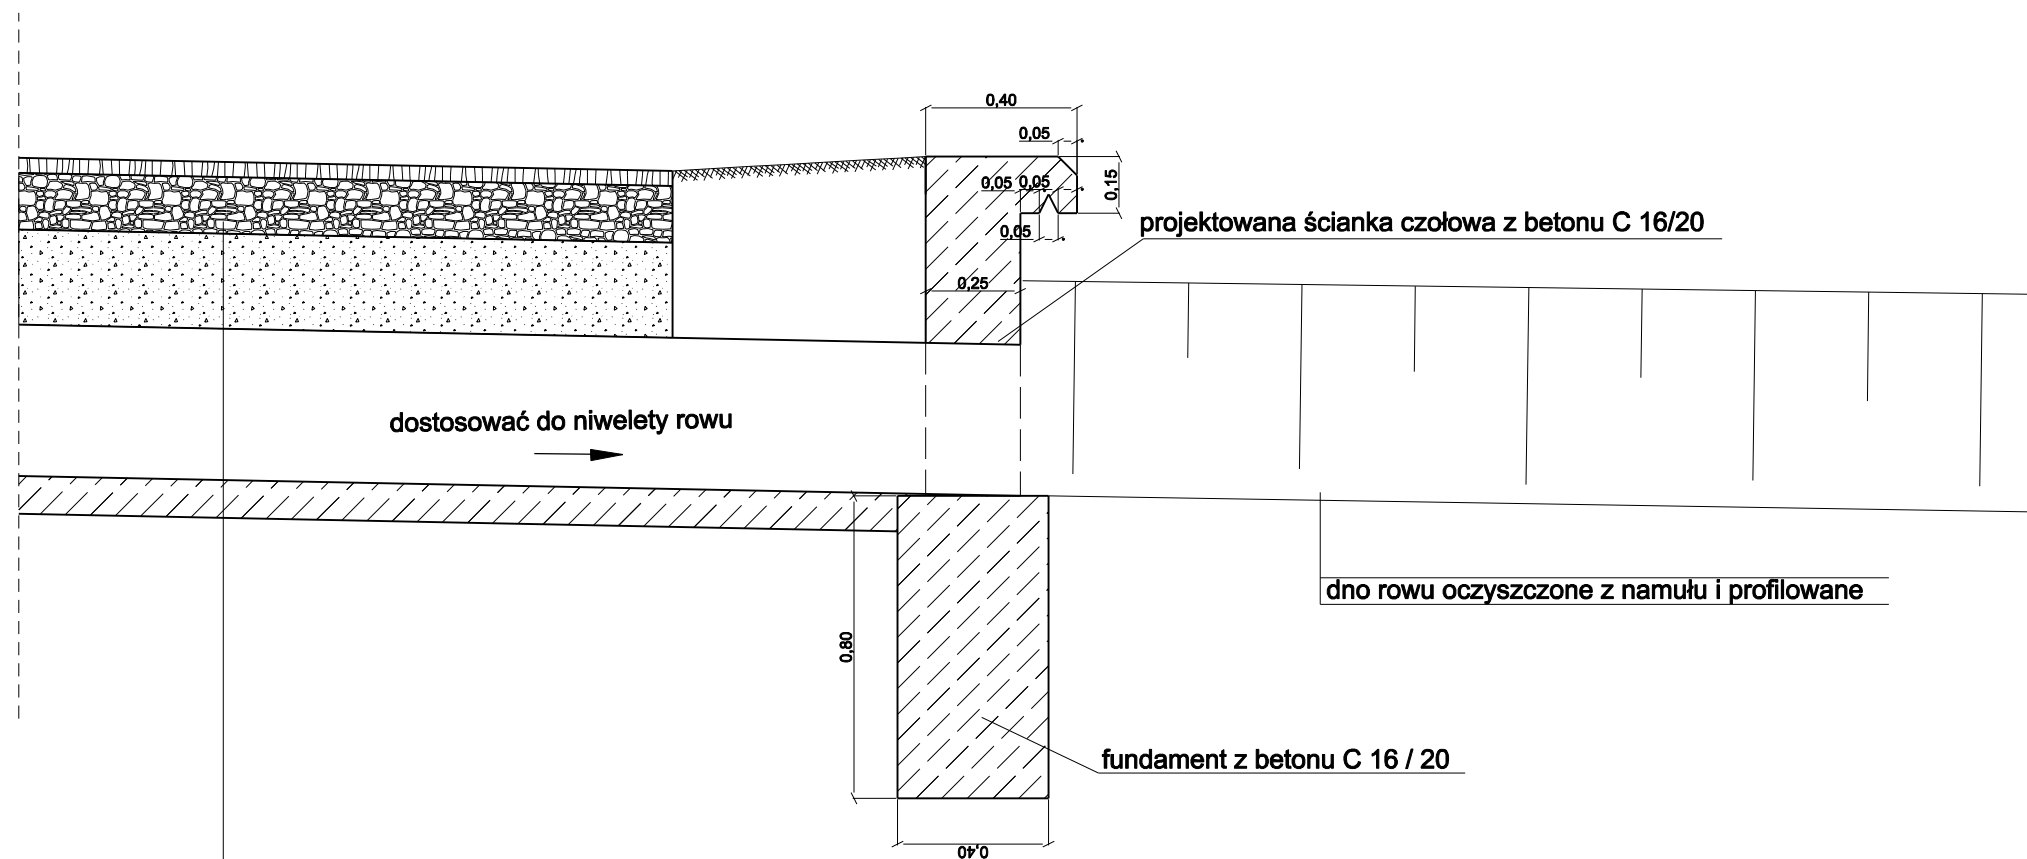 0,40
0,05
0,15
0,05
0,05
projektowana ścianka czołowa z betonu C 16/20
0,05
0,25
dostosować do niwelety rowu
dno rowu oczyszczone z namułu i profilowane
0,80
fundament z betonu C 16 / 20
0,40